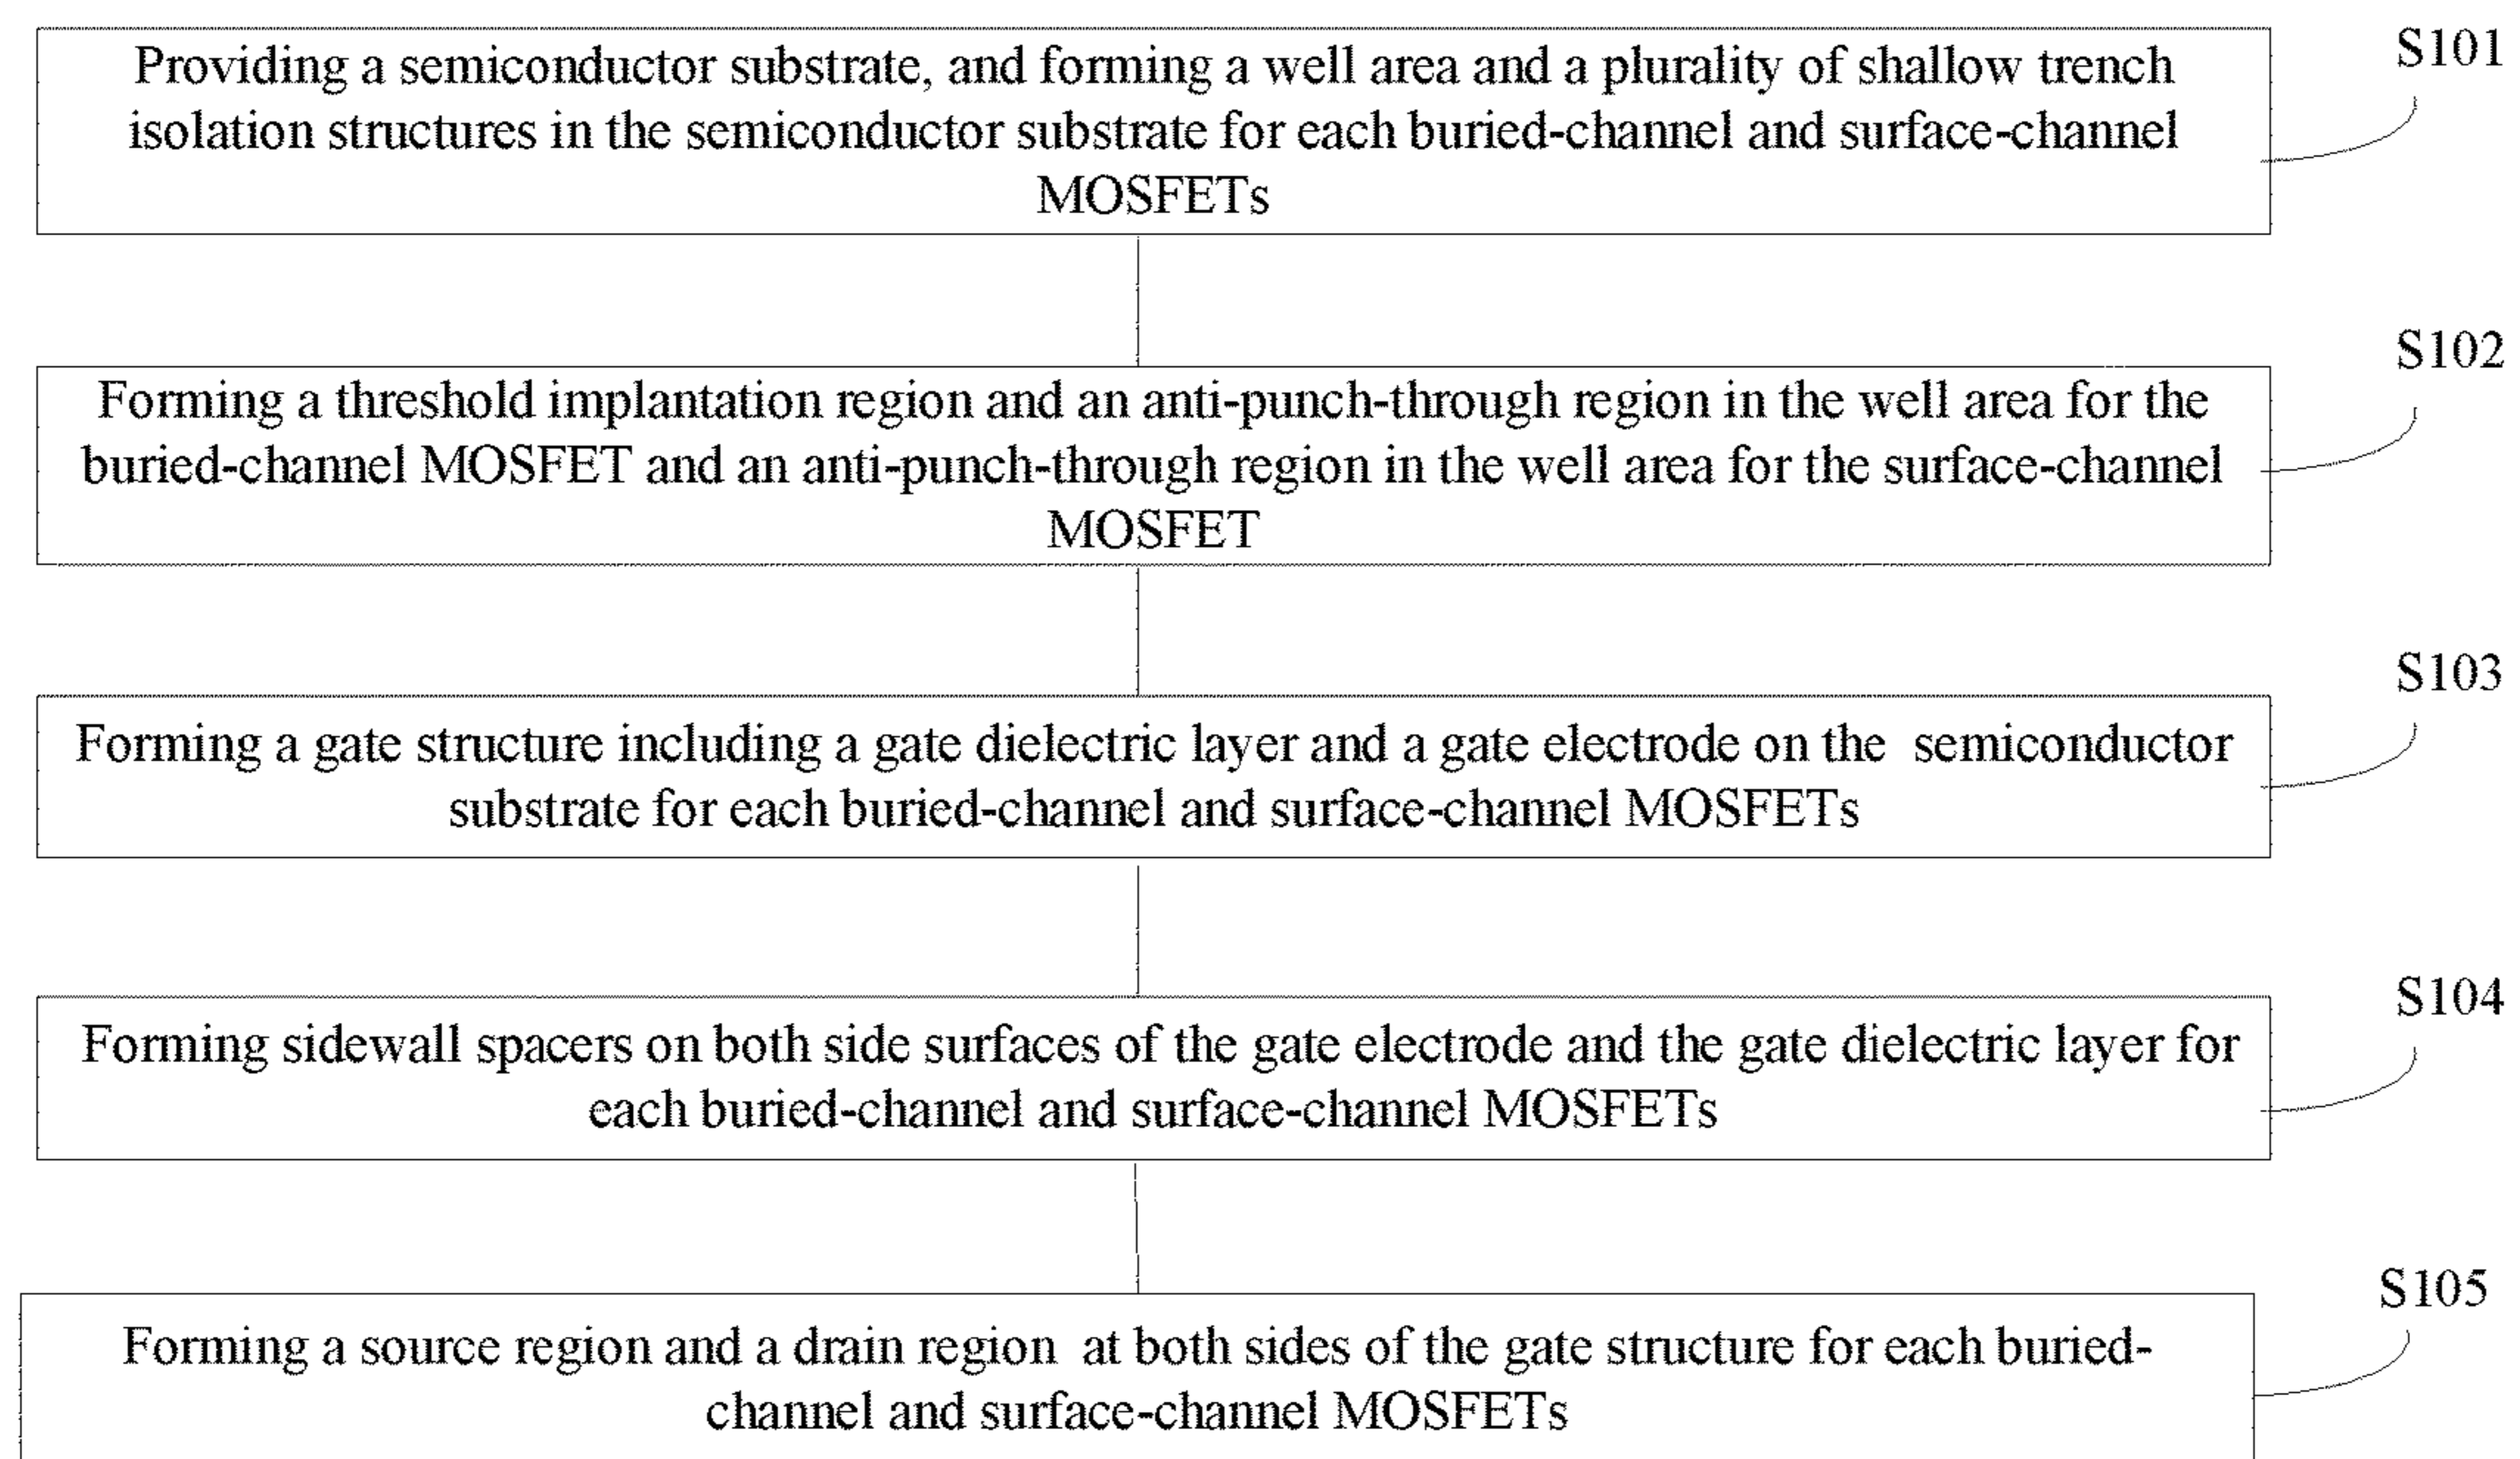 Providing a semiconductor substrate, and forming a well area and a plurality of shallow trench
isolation structures in the semiconductor substrate for each buried-channel and surface-channel
MOSFETs
S101
Forming a threshold implantation region and an anti-punch-through region in the well area for the
buried-channel MOSFET and an anti-punch-through region in the well area for the surface-channel
MOSFET
S102
Forming a gate structure including a gate dielectric layer and a gate electrode on the semiconductor
substrate for each buried-channel and surface-channel MOSFETs
S103
Forming sidewall spacers on both side surfaces of the gate electrode and the gate dielectric layer for
each buried-channel and surface-channel MOSFETs
S104
Forming a source region and a drain region at both sides of the gate structure for each buried-
channel and surface-channel MOSFETs
S105